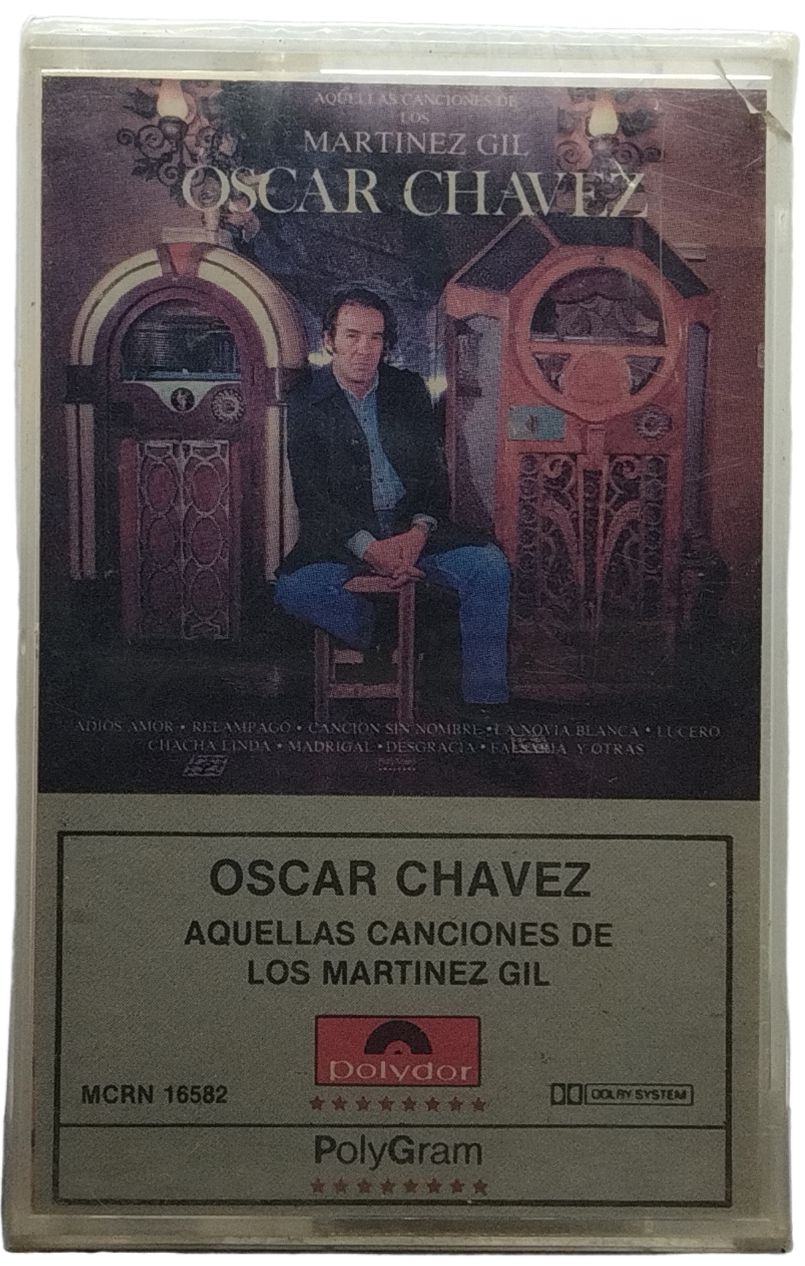 AQUELLAS CANCIONES DE
LOS
MARTINEZ GIL
OSCAR CHAVEZ
ADIOS AMOR • RELAMPAGO • CANCION SIN NOMBRE • LA NOVIA BLANCA • LUCERO
CHACHA LINDA • MADRIGAL • DESGRACIA • FALSARIA Y OTRAS
OSCAR CHAVEZ
AQUELLAS CANCIONES DE
LOS MARTINEZ GIL
polydor
MCRN 16582
DOLBY SYSTEM
PolyGram